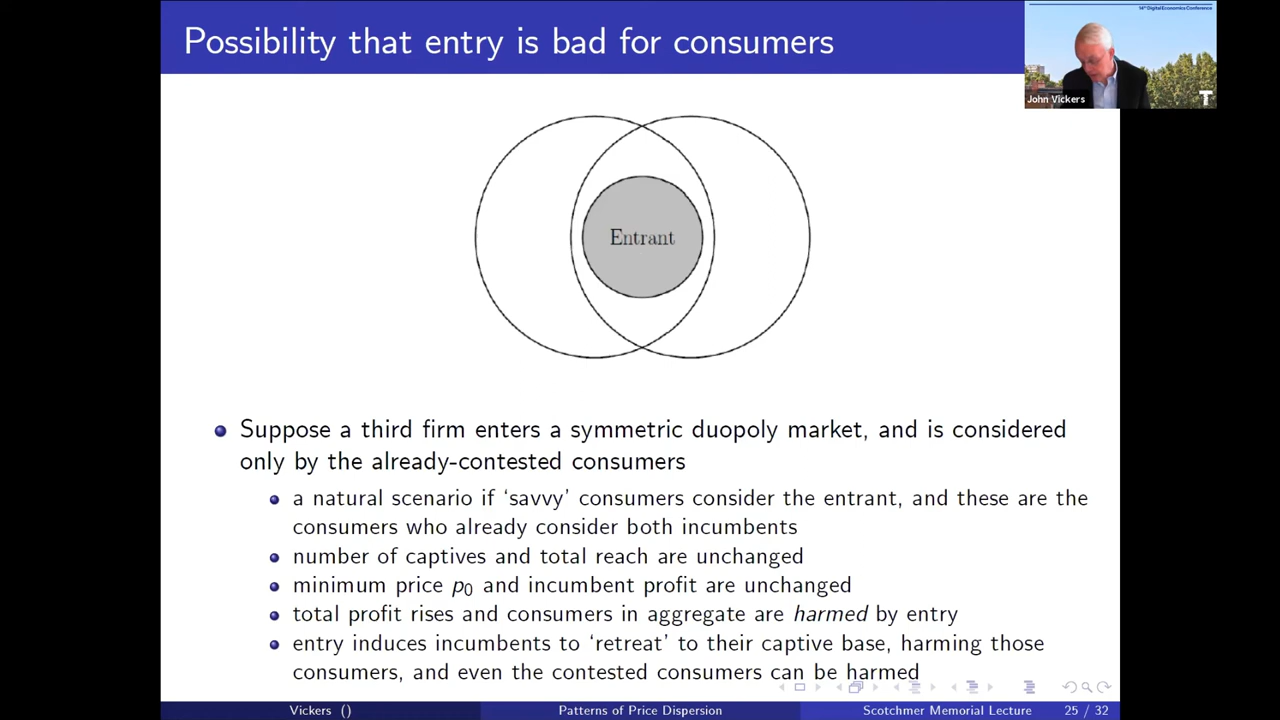 Possibility that entry is bad for consumers
14th Digital Economics Conference
John Vickers
T
Entrant
Suppose a third firm enters a symmetric duopoly market, and is considered
only by the already-contested consumers
a natural scenario if ‘savvy’ consumers consider the entrant, and these are the
consumers who already consider both incumbents
number of captives and total reach are unchanged
minimum price p0 and incumbent profit are unchanged
total profit rises and consumers in aggregate are harmed by entry
entry induces incumbents to ‘retreat’ to their captive base, harming those
consumers, and even the contested consumers can be harmed
Vickers ()
Patterns of Price Dispersion
Scotchmer Memorial Lecture
25 / 32